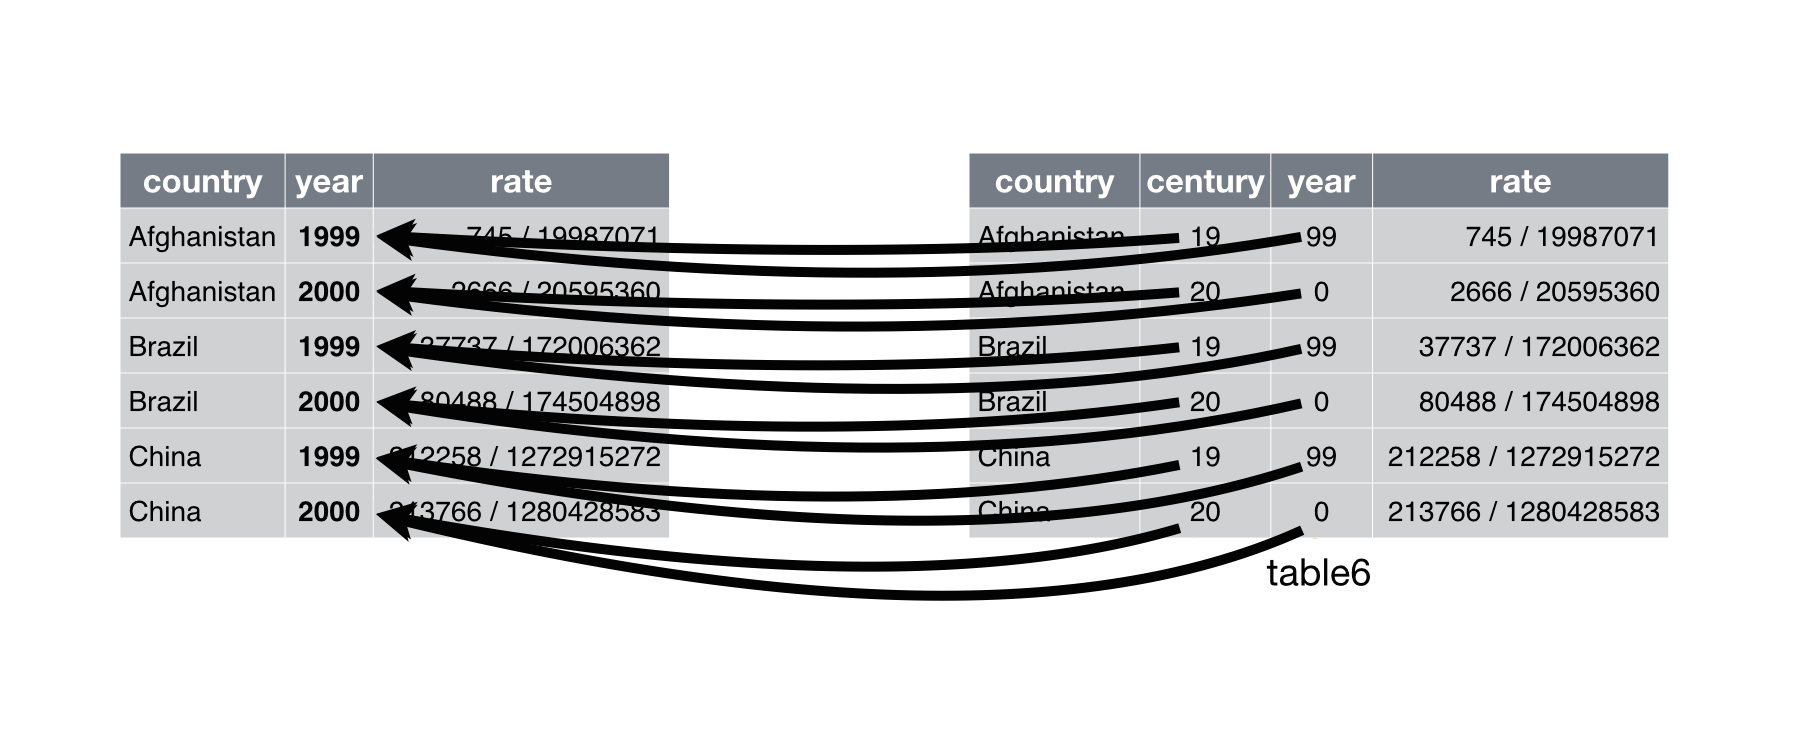 country year rate
Afghanistan 1999 745 / 19987071
Afghanistan 2000 2666 / 20595360
Brazil 1999 37737 / 172006362
Brazil 2000 80488 / 174504898
China 1999 212258 / 1272915272
China 2000 213766 / 1280428583
country century year rate
Afghanistan 19 99 745 / 19987071
Afghanistan 20 0 2666 / 20595360
Brazil 19 99 37737 / 172006362
Brazil 20 0 80488 / 174504898
China 19 99 212258 / 1272915272
China 20 0 213766 / 1280428583
table6